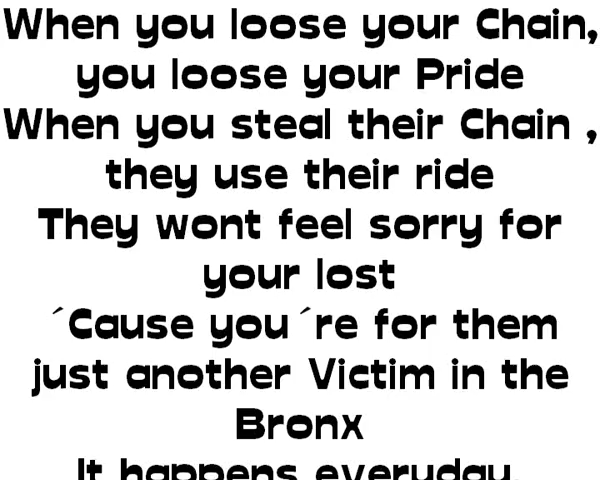 When you loose your Chain,
you loose your Pride
When you steal their Chain ,
they use their ride
They wont feel sorry for
your lost
´Cause you´re for them
just another Victim in the
Bronx
It happens everyday.